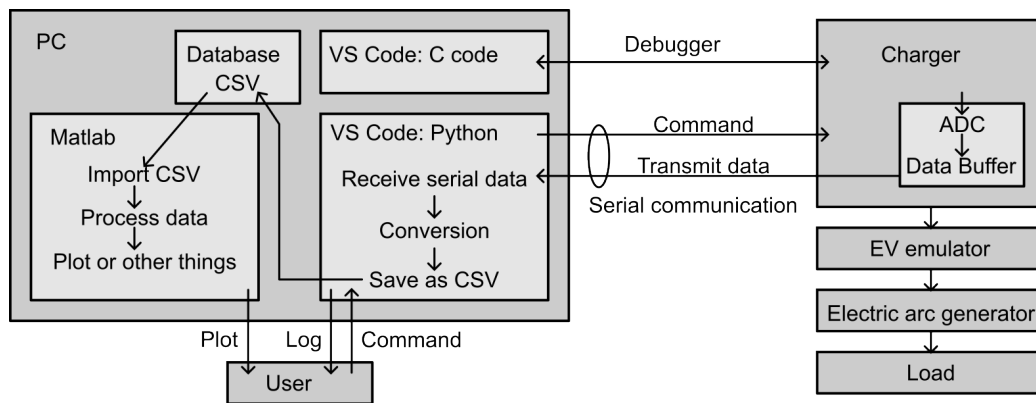 PC
Database
CSV
VS Code: C code
Debugger
Charger
Matlab
Import CSV
Process data
Plot or other things
VS Code: Python
Receive serial data
Conversion
Save as CSV
Command
Transmit data
Serial communication
ADC
Data Buffer
EV emulator
Electric arc generator
Load
Plot
Log
Command
User